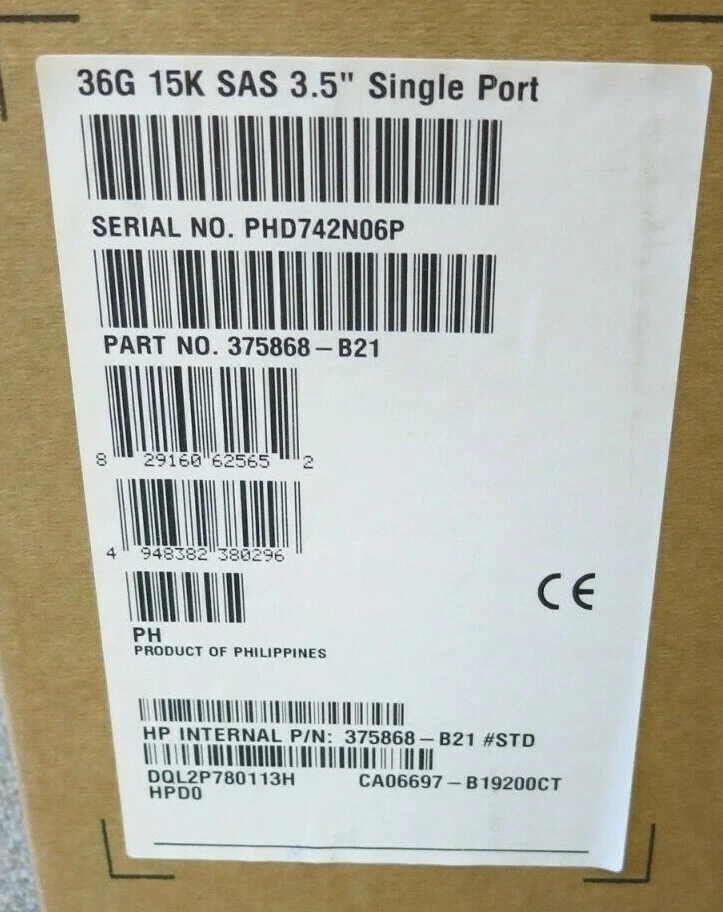 36G 15K SAS 3.5" Single Port
SERIAL NO. PHD742N06P
PART NO. 375868-B21
8 29160 62565 2
4 948382 380296
CE
PH
PRODUCT OF PHILIPPINES
HP INTERNAL P/N: 375868-B21 #STD
DQL2P780113H CA06697-B19200CT
HPD0